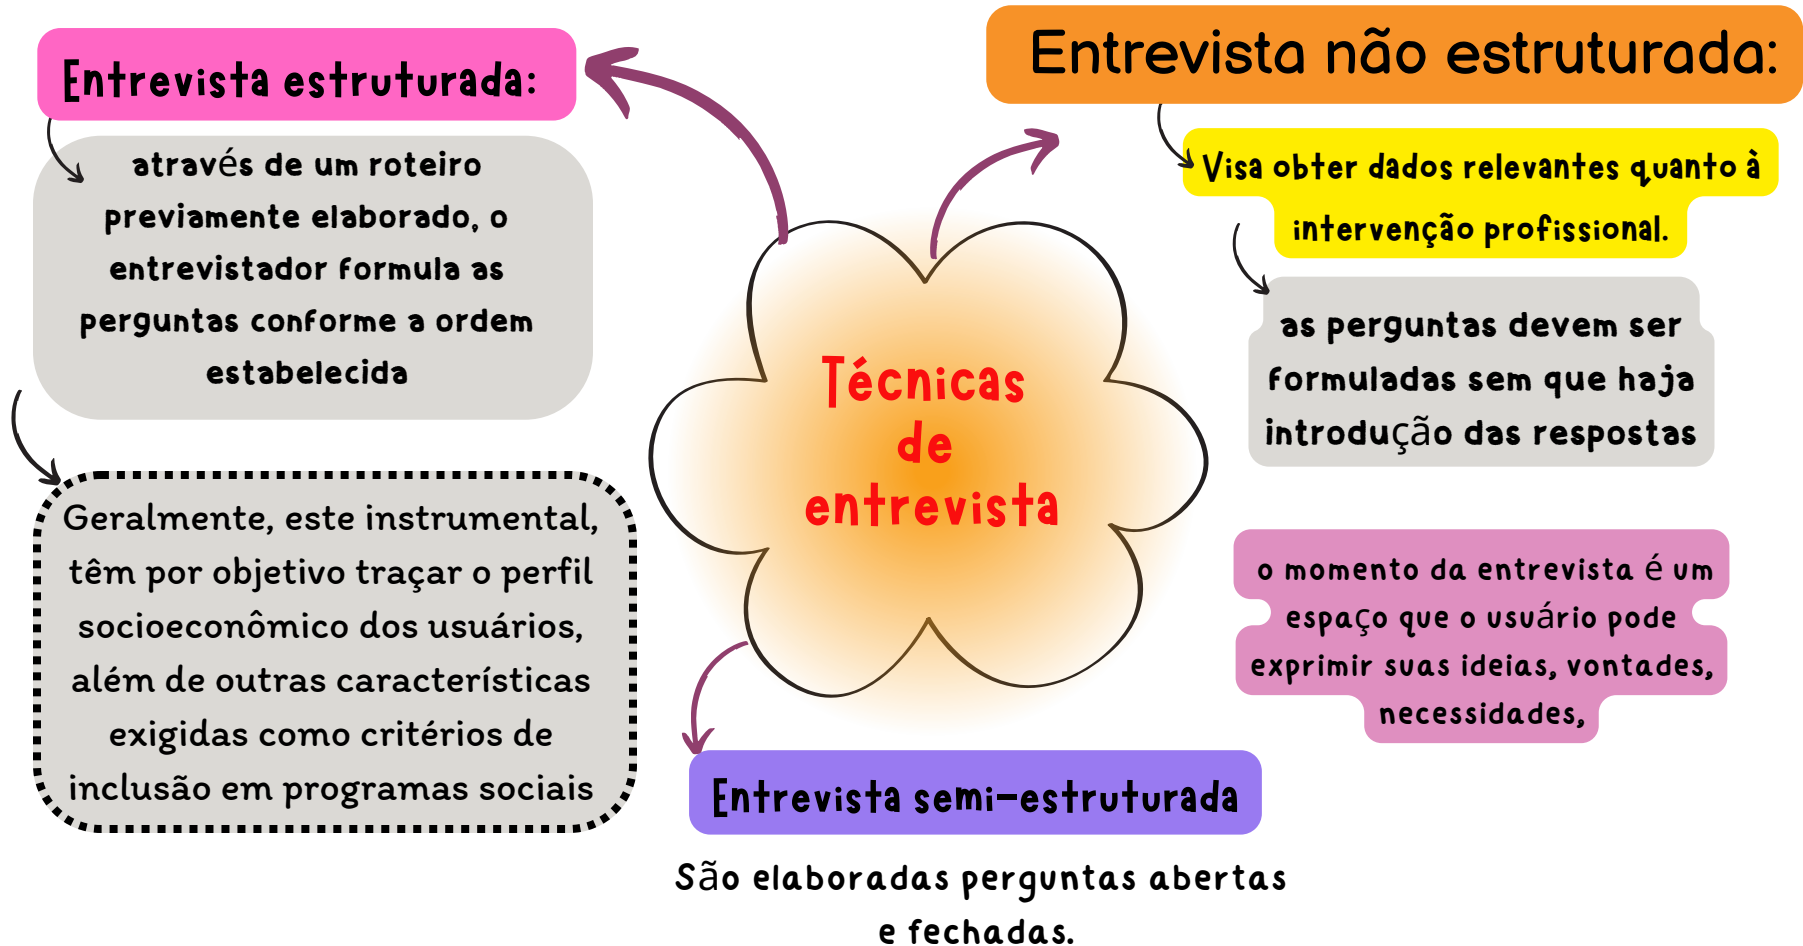 Entrevista estruturada:
através de um roteiro
previamente elaborado, o
entrevistador formula as
perguntas conforme a ordem
estabelecida
Geralmente, este instrumental,
têm por objetivo traçar o perfil
socioeconômico dos usuários,
além de outras características
exigidas como critérios de
inclusão em programas sociais
Técnicas
de
entrevista
Entrevista não estruturada:
Visa obter dados relevantes quanto à
intervenção profissional.
as perguntas devem ser
formuladas sem que haja
introdução das respostas
o momento da entrevista é um
espaço que o usuário pode
exprimir suas ideias, vontades,
necessidades,
Entrevista semi-estruturada
São elaboradas perguntas abertas
e fechadas.